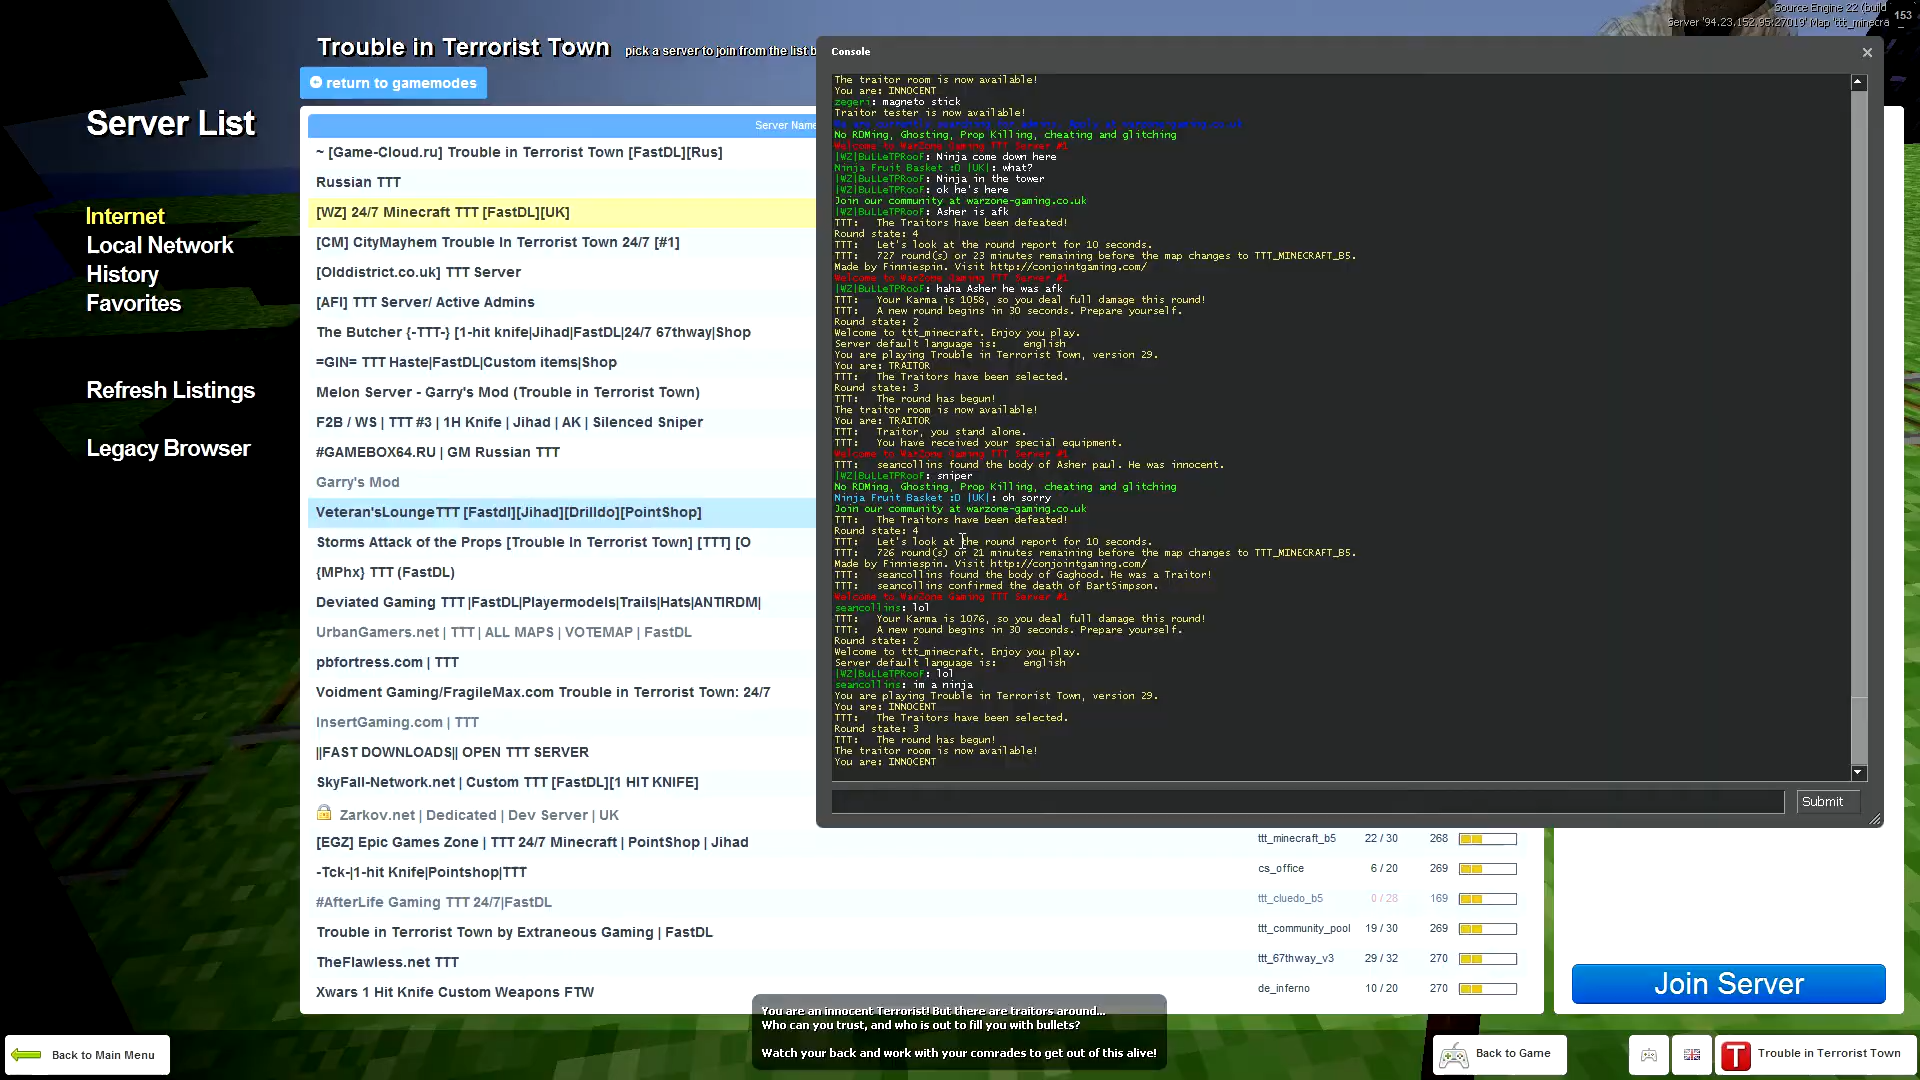 Source Engine 22 (build
153
Server '94.23.152.95:27019' Map 'ttt_minecra
Trouble in Terrorist Town
pick a server to join from the list b
return to gamemodes
Server List
Internet
Local Network
History
Favorites
Refresh Listings
Legacy Browser
Server Name
~ [Game-Cloud.ru] Trouble in Terrorist Town [FastDL][Rus]
Russian TTT
[WZ] 24/7 Minecraft TTT [FastDL][UK]
[CM] CityMayhem Trouble In Terrorist Town 24/7 [#1]
[Olddistrict.co.uk] TTT Server
[AFI] TTT Server/ Active Admins
The Butcher {-TTT-} [1-hit knife|Jihad|FastDL|24/7 67thway|Shop
=GIN= TTT Haste|FastDL|Custom items|Shop
Melon Server - Garry's Mod (Trouble in Terrorist Town)
F2B / WS | TTT #3 | 1H Knife | Jihad | AK | Silenced Sniper
#GAMEBOX64.RU | GM Russian TTT
Garry's Mod
Veteran'sLoungeTTT [Fastdl][Jihad][Drilldo][PointShop]
Storms Attack of the Props [Trouble In Terrorist Town] [TTT] [O
{MPhx} TTT (FastDL)
Deviated Gaming TTT |FastDL|Playermodels|Trails|Hats|ANTIRDM|
UrbanGamers.net | TTT | ALL MAPS | VOTEMAP | FastDL
pbfortress.com | TTT
Voidment Gaming/FragileMax.com Trouble in Terrorist Town: 24/7
InsertGaming.com | TTT
||FAST DOWNLOADS|| OPEN TTT SERVER
SkyFall-Network.net | Custom TTT [FastDL][1 HIT KNIFE]
Zarkov.net | Dedicated | Dev Server | UK
[EGZ] Epic Games Zone | TTT 24/7 Minecraft | PointShop | Jihad
ttt_minecraft_b5 22 / 30 268
-Tck-|1-hit Knife|Pointshop|TTT
cs_office 6 / 20 269
#AfterLife Gaming TTT 24/7|FastDL
ttt_cluedo_b5 0 / 28 169
Trouble in Terrorist Town by Extraneous Gaming | FastDL
ttt_community_pool 19 / 30 269
TheFlawless.net TTT
ttt_67thway_v3 29 / 32 270
Xwars 1 Hit Knife Custom Weapons FTW
de_inferno 10 / 20 270
Console
The traitor room is now available!
You are: INNOCENT
zegeri: magneto stick
Traitor tester is now available!
No RDMing, Ghosting, Prop Killing, cheating and glitching
Welcome to WarZone Gaming TTT Server #1
|WZ|BuLLeTPRooF: Ninja come down here
Ninja Fruit Basket :D |UK|: what?
|WZ|BuLLeTPRooF: Ninja in the tower
|WZ|BuLLeTPRooF: ok he's here
Join our community at warzone-gaming.co.uk
|WZ|BuLLeTPRooF: Asher is afk
TTT: The Traitors have been defeated!
Round state: 4
TTT: Let's look at the round report for 10 seconds.
TTT: 727 round(s) or 23 minutes remaining before the map changes to TTT_MINECRAFT_B5.
Made by Finniespin. Visit http://conjointgaming.com/
Welcome to WarZone Gaming TTT Server #1
|WZ|BuLLeTPRooF: haha Asher he was afk
TTT: Your Karma is 1058, so you deal full damage this round!
TTT: A new round begins in 30 seconds. Prepare yourself.
Round state: 2
Welcome to ttt_minecraft. Enjoy you play.
Server default language is: english
You are playing Trouble in Terrorist Town, version 29.
You are: TRAITOR
TTT: The Traitors have been selected.
Round state: 3
TTT: The round has begun!
The traitor room is now available!
You are: TRAITOR
TTT: Traitor, you stand alone.
TTT: You have received your special equipment.
Welcome to WarZone Gaming TTT Server #1
TTT: seancollins found the body of Asher paul. He was innocent.
|WZ|BuLLeTPRooF: sniper
No RDMing, Ghosting, Prop Killing, cheating and glitching
Ninja Fruit Basket :D |UK|: oh sorry
Join our community at warzone-gaming.co.uk
TTT: The Traitors have been defeated!
Round state: 4
TTT: Let's look at the round report for 10 seconds.
TTT: 726 round(s) or 21 minutes remaining before the map changes to TTT_MINECRAFT_B5.
Made by Finniespin. Visit http://conjointgaming.com/
TTT: seancollins found the body of Gaghood. He was a Traitor!
TTT: seancollins confirmed the death of BartSimpson.
Welcome to WarZone Gaming TTT Server #1
seancollins: lol
TTT: Your Karma is 1076, so you deal full damage this round!
TTT: A new round begins in 30 seconds. Prepare yourself.
Round state: 2
Welcome to ttt_minecraft. Enjoy you play.
Server default language is: english
|WZ|BuLLeTPRooF: lol
seancollins: im a ninja
You are playing Trouble in Terrorist Town, version 29.
You are: INNOCENT
TTT: The Traitors have been selected.
Round state: 3
TTT: The round has begun!
The traitor room is now available!
You are: INNOCENT
Submit
Join Server
You are an innocent Terrorist! But there are traitors around...
Who can you trust, and who is out to fill you with bullets?
Watch your back and work with your comrades to get out of this alive!
Back to Main Menu
Back to Game
T Trouble in Terrorist Town